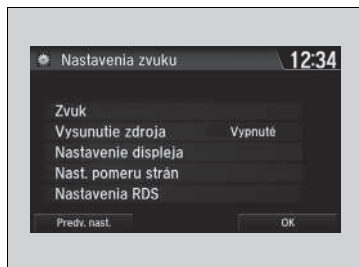 Nastavenia zvuku
12:34
Zvuk
Vysunutie zdroja Vypnuté
Nastavenie displeja
Nast. pomeru strán
Nastavenia RDS
Predv. nast. OK